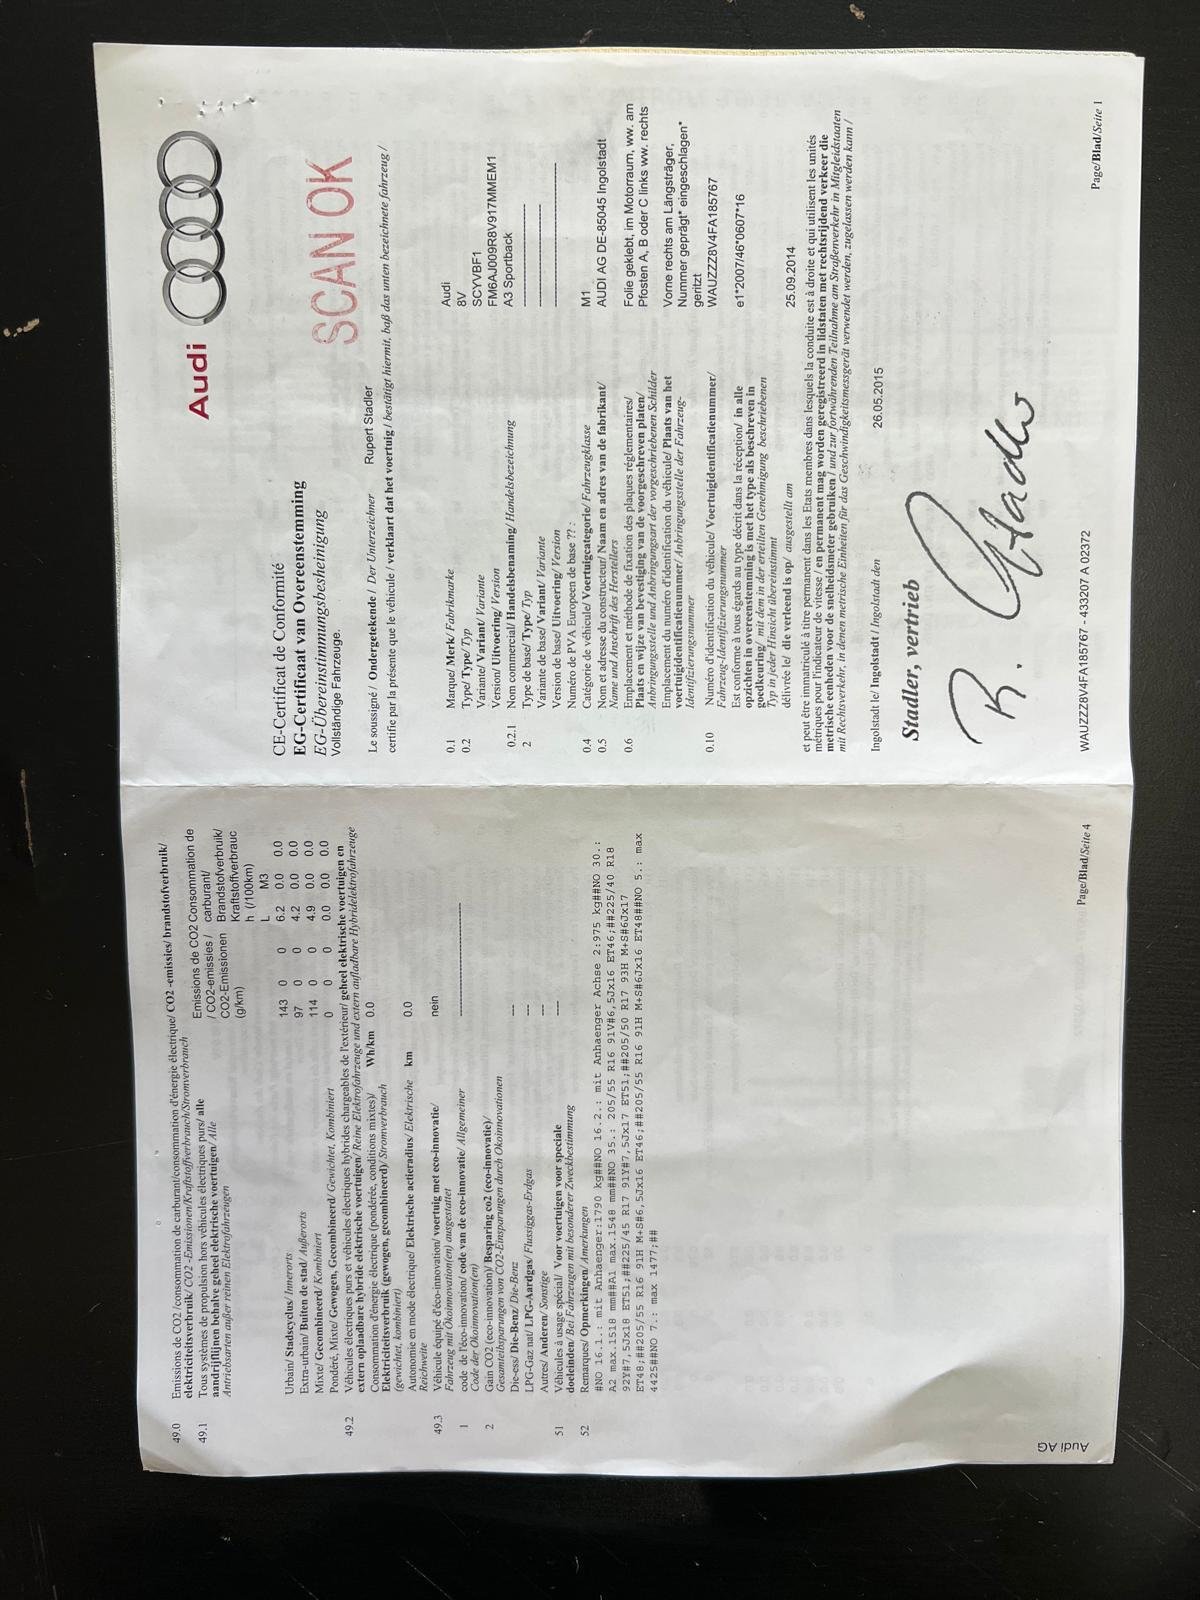 49.0 Emissions de CO2 /consommation de carburant/consommation d'énergie électrique/ CO2 -emissies/ brandstofverbruik/
elektriciteitsverbruik/ CO2 -Emissionen/Kraftstoffverbrauch/Stromverbrauch
49.1 Tous systèmes de propulsion hors véhicules électriques purs/ alle
aandrijflijnen behalve geheel elektrische voertuigen/ Alle
Antriebsarten außer reinen Elektrofahrzeugen
Emissions de CO2 Consommation de
/ CO2-emissies / carburant/
CO2-Emissionen Brandstofverbruik/
(g/km) Kraftstoffverbrauc
h (/100km)
L M3
Urbain/ Stadscyclus/ Innerorts 143 0 0 6.2 0.0 0.0
Extra-urbain/ Buiten de stad/ Außerorts 97 0 0 4.2 0.0 0.0
Mixte/ Gecombineerd/ Kombiniert 114 0 0 4.9 0.0 0.0
Pondéré, Mixte/ Gewogen, Gecombineerd/ Gewichtet, Kombiniert 0 0 0 0.0 0.0 0.0
49.2 Véhicules électriques purs et véhicules électriques hybrides chargeables de l'extérieur/ geheel elektrische voertuigen en
extern oplaadbare hybride elektrische voertuigen/ Reine Elektrofahrzeuge und extern aufladbare Hybridelektrofahrzeuge
Consommation d'énergie électrique (pondérée, conditions mixtes)/ Wh/km 0.0
Elektriciteitsverbruik (gewogen, gecombineerd)/ Stromverbrauch
(gewichtet, kombiniert)
Autonomie en mode électrique/ Elektrische actieradius/ Elektrische km 0.0
Reichweite
49.3 Véhicule équipé d'éco-innovation/ voertuig met eco-innovatie/ nein
Fahrzeug mit Ökoinnovation(en) ausgestattet
1 code de l'éco-innovation/ code van de eco-innovatie/ Allgemeiner
Code der Ökoinnovation(en)
2 Gain CO2 (eco-innovation)/ Besparing co2 (eco-innovatie)/
Gesamteibsparungen von CO2-Einsparungen durch Ökoinnovationen
Die-ess/ Die-Benz/ Die-Benz ---
LPG-Gaz nat/ LPG-Aardgas/ Flussiggas-Erdgas ---
Autres/ Anderen/ Sonstige ---
51 Véhicules à usage spécial/ Voor voertuigen voor speciale ----
doeleinden/ Bei Fahrzeugen mit besonderer Zweckbestimmung
52 Remarques/ Opmerkingen/ Anmerkungen
#NO 16.1.: mit Anhaenger:1790 kg##NO 16.2.: mit Anhaenger Achse 2:975 kg##NO 30.:
A2 max.1518 mm##A1 max.1548 mm##NO 35.: 205/55 R16 91V#6,5Jx16 ET46;##225/40 R18
92Y#7,5Jx18 ET51;##225/45 R17 91Y#7,5Jx17 ET51;##205/50 R17 93H M+S#6Jx17
ET48;##205/55 R16 91H M+S#6,5Jx16 ET46;##205/55 R16 91H M+S#6Jx16 ET48##NO 5.: max
4425##NO 7.: max 1477;##
Audi AG
Page/Blad/Seite 4
Audi
CE-Certificat de Conformité
EG-Certificaat van Overeenstemming
EG-Übereinstimmungsbesheinigung
Vollständige Fahrzeuge.
SCAN OK
Le soussigné/ Ondergetekende / Der Unterzeichner Rupert Stadler
certifie par la présente que le véhicule / verklaart dat het voertuig / bestätigt hiermit, baß das unten bezeichnete fahrzeug /
0.1 Marque/ Merk/ Fabrikmarke Audi
0.2 Type/ Type/ Typ 8V
Variante/ Variant/ Variante SCYVBF1
Version/ Uitvoering/ Version FM6AJ009R8V917MMEM1
0.2.1 Nom commercial/ Handelsbenaming/ Handelsbezeichnung A3 Sportback
2 Type de base/ Type/ Typ
Variante de base/ Variant/ Variante
Version de base/ Uitvoering/ Version
Numéro de PVA Europeen de base ?? :
0.4 Catégorie de véhicule/ Voertuigcategorie/ Fahrzeugklasse M1
0.5 Nom et adresse du constructeur/ Naam en adres van de fabrikant/ AUDI AG DE-85045 Ingolstadt
Name und Anschrift des Herstellers
0.6 Emplacement et méthode de fixation des plaques réglementaires/ Folie geklebt, im Motorraum, ww. am
Plaats en wijze van bevestiging van de voorgeschreven platen/ Pfosten A, B oder C links ww. rechts
Anbringungsstelle und Anbringungsart der vorgeschriebenen Schilder
Emplacement du numéro d'identification du véhicule/ Plaats van het Vorne rechts am Längsträger,
voertuigidentificatienummer/ Anbringungsstelle der Fahrzeug- Nummer geprägt* eingeschlagen*
Identifizierungsnummer geritzt
0.10 Numéro d'identification du véhicule/ Voertuigidentificatienummer/ WAUZZZ8V4FA185767
Fahrzeug-Identifizierungsnummer
Est conforme à tous égards au type décrit dans la réception/ in alle e1*2007/46*0607*16
opzichten in overeenstemming is met het type als beschreven in
goedkeuring/ mit dem in der erteilten Genehmigung beschriebenen
Typ in jeder Hinsicht übereinstimmt
délivrée le/ die verleend is op/ ausgestellt am 25.09.2014
et peut être immatriculé à titre permanent dans les Etats membres dans lesquels la conduite est à droite et qui utilisent les unités
métriques pour l'indicateur de vitesse / en permanent mag worden geregistreerd in lidstaten met rechtsrijdend verkeer die
metrische eenheden voor de snelheidsmeter gebruiken / und zur fortwährenden Teilnahme am Straßenverkehr in Mitgleidstaaten
mit Rechtsverkehr, in denen metrische Einheiten für das Geschwindigkeitsmessgerät verwendet werden, zugelassen werden kann /
Ingolstadt le/ Ingolstadt / Ingolstadt den 26.05.2015
Stadler, vertrieb
R. Stadler
WAUZZZ8V4FA185767 - 433207 A 02372
Page/Blad/Seite 1